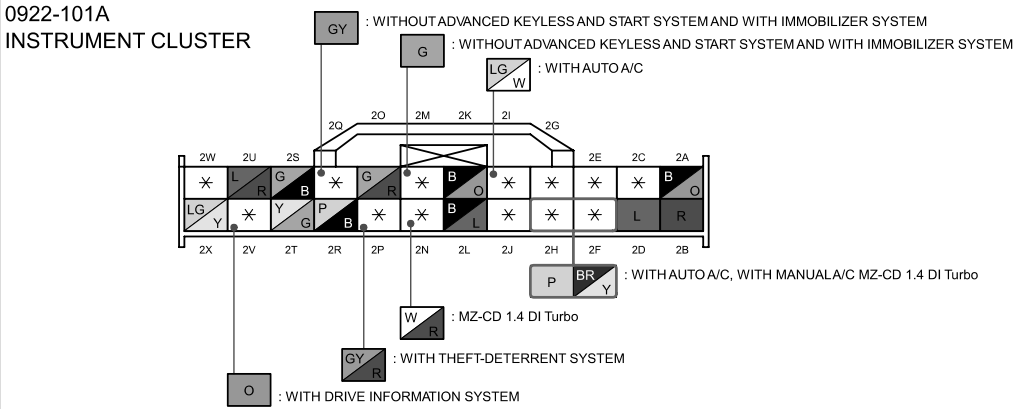 0922-101A
INSTRUMENT CLUSTER
GY : WITHOUT ADVANCED KEYLESS AND START SYSTEM AND WITH IMMOBILIZER SYSTEM
G : WITHOUT ADVANCED KEYLESS AND START SYSTEM AND WITH IMMOBILIZER SYSTEM
LG W : WITH AUTO A/C
2Q 2O 2M 2K 2I 2G
2W 2U 2S 2E 2C 2A
* L R G B * G R * B O * * * * B O
LG Y * Y G P B * * B L * * * L R
2X 2V 2T 2R 2P 2N 2L 2J 2H 2F 2D 2B
P BR Y : WITH AUTO A/C, WITH MANUAL A/C MZ-CD 1.4 DI Turbo
W R : MZ-CD 1.4 DI Turbo
GY R : WITH THEFT-DETERRENT SYSTEM
O : WITH DRIVE INFORMATION SYSTEM